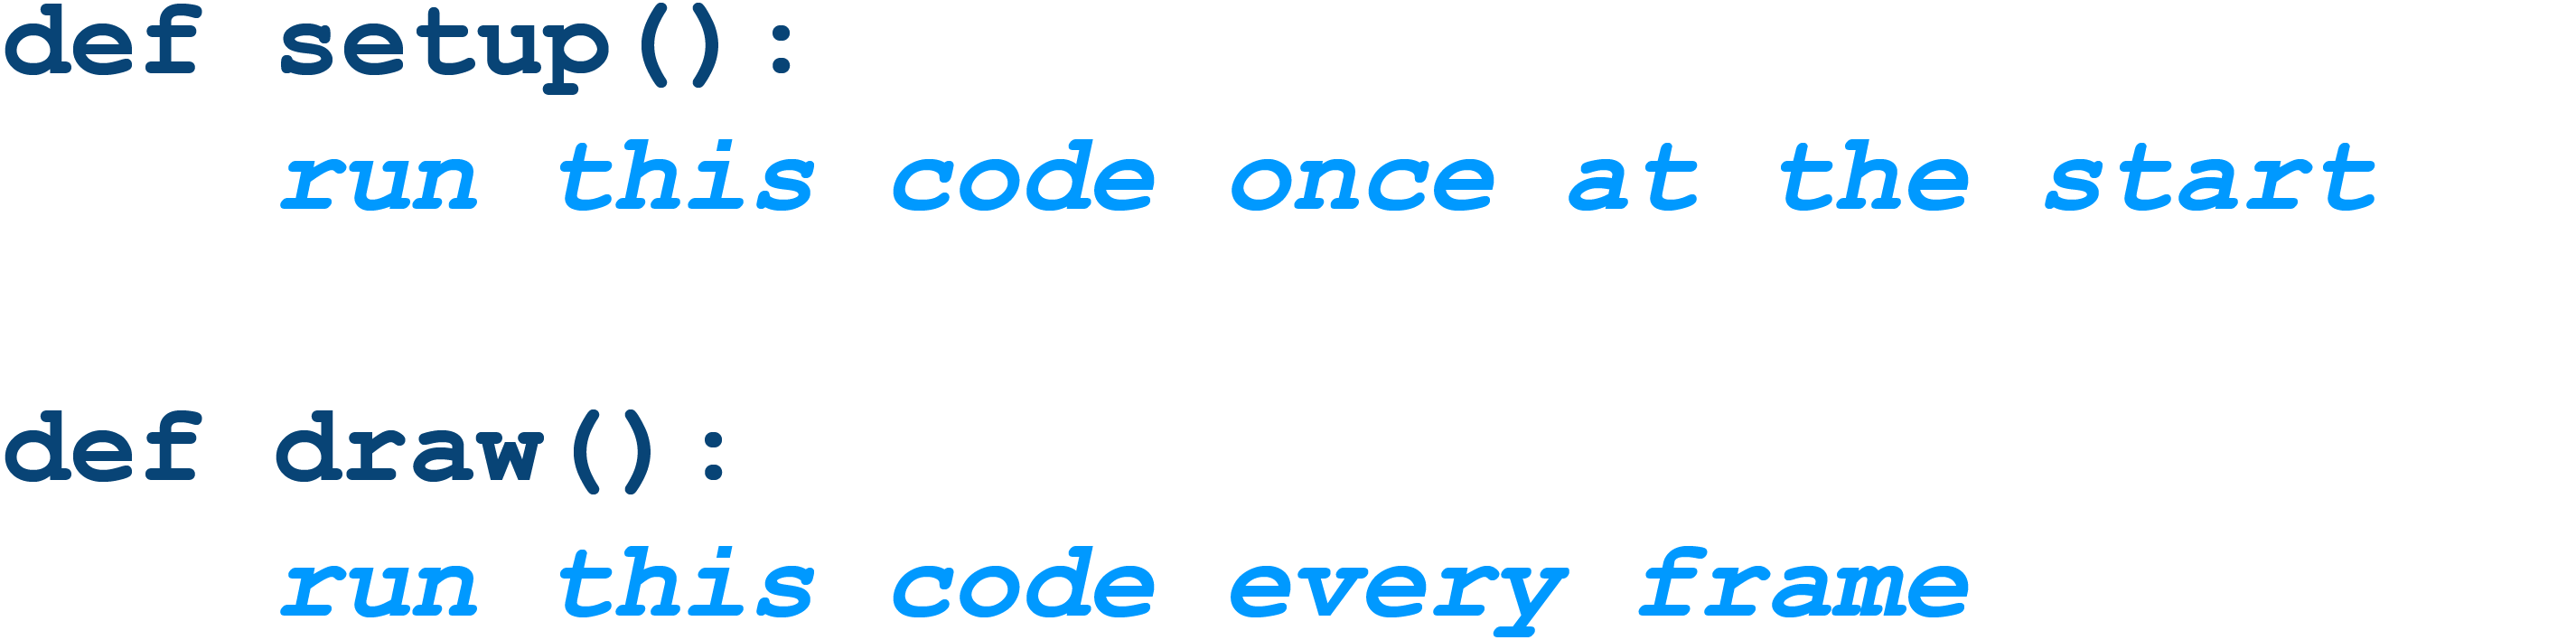 def setup():
    run this code once at the start
def draw():
    run this code every frame